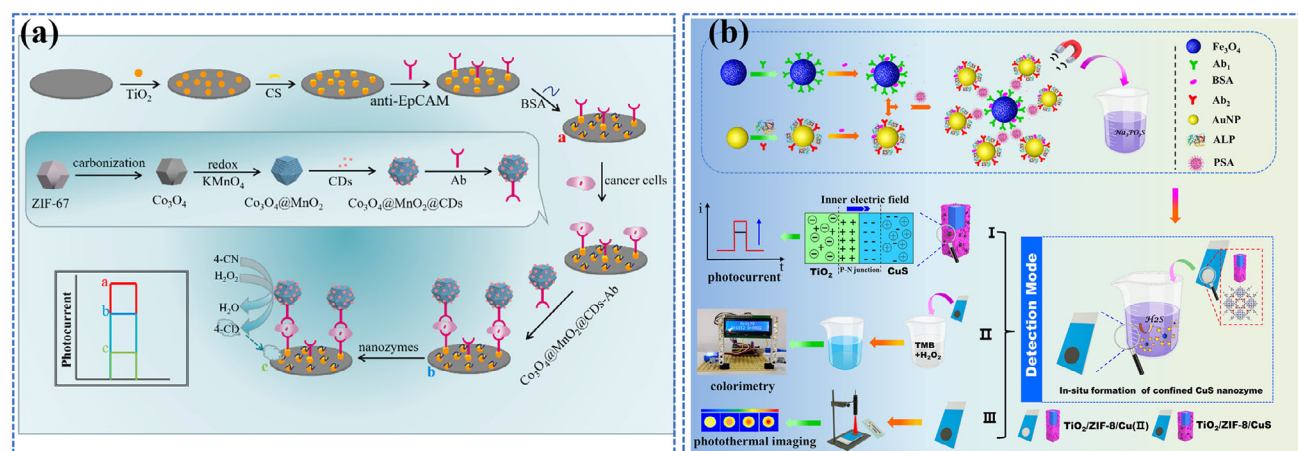 (a)
TiO2
CS
anti-EpCAM
BSA
a
carbonization
redox
KMnO4
CDs
Ab
ZIF-67
Co3O4
Co3O4@MnO2
Co3O4@MnO2@CDs
cancer cells
4-CN
H2O2
H2O
4-CD
c
nanozymes
b
Co3O4@MnO2@CDs-Ab
Photocurrent
a
b
c
(b)
Fe3O4
Ab1
BSA
Ab2
AuNP
ALP
PSA
Na3PO3S
i
t
photocurrent
Inner electric field
TiO2
P-N junction
CuS
I
II
III
Detection Mode
H2S
In-situ formation of confined CuS nanozyme
TMB
+H2O2
colorimetry
photothermal imaging
TiO2/ZIF-8/Cu(II)
TiO2/ZIF-8/CuS